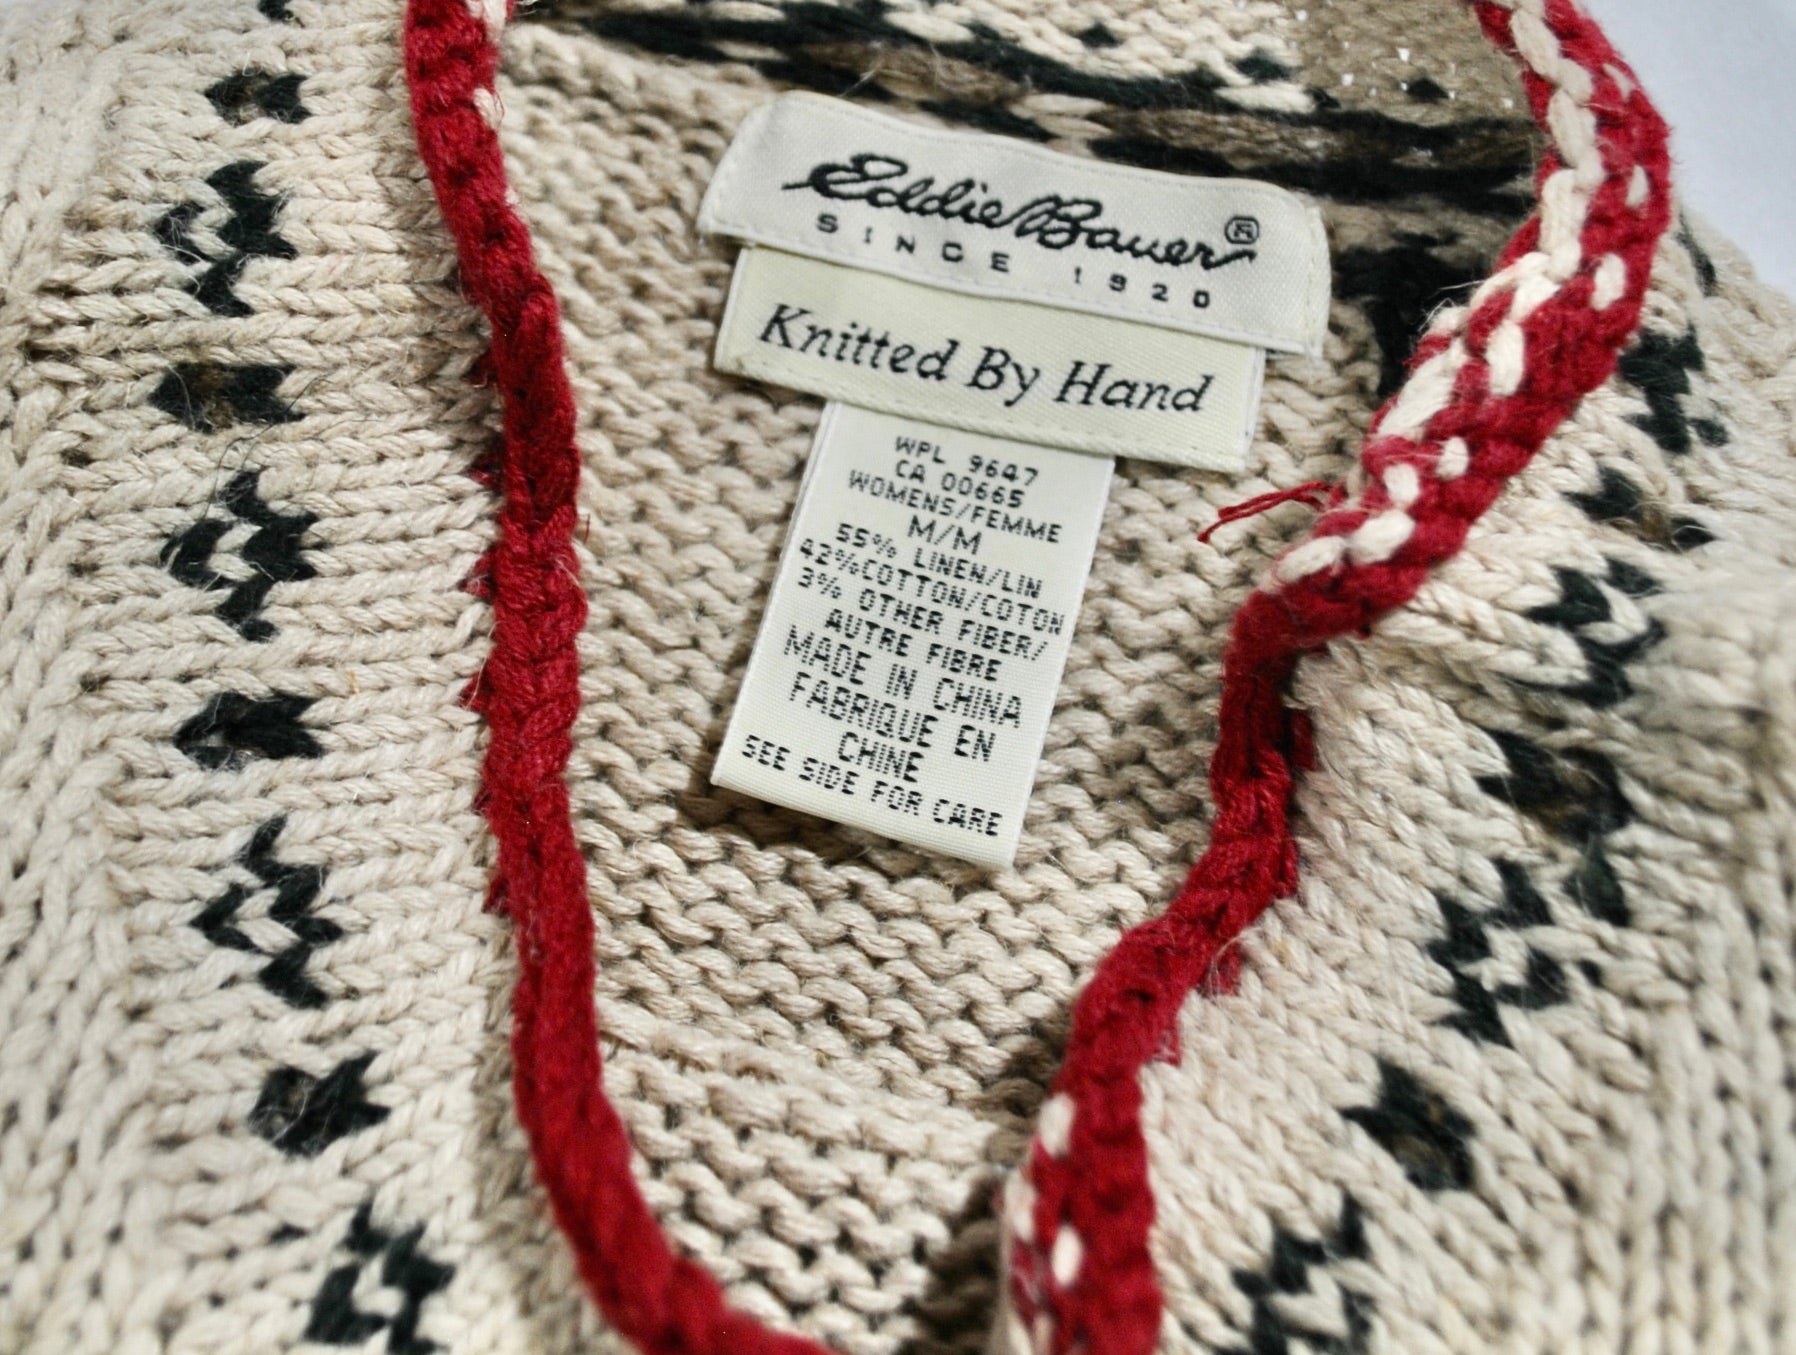 Eddie Bauer®
SINCE 1920
Knitted By Hand
WPL 9647
CA 00665
WOMENS/FEMME
M/M
55% LINEN/LIN
42%COTTON/COTON
3% OTHER FIBER/
AUTRE FIBRE
MADE IN CHINA
FABRIQUE EN
CHINE
SEE SIDE FOR CARE